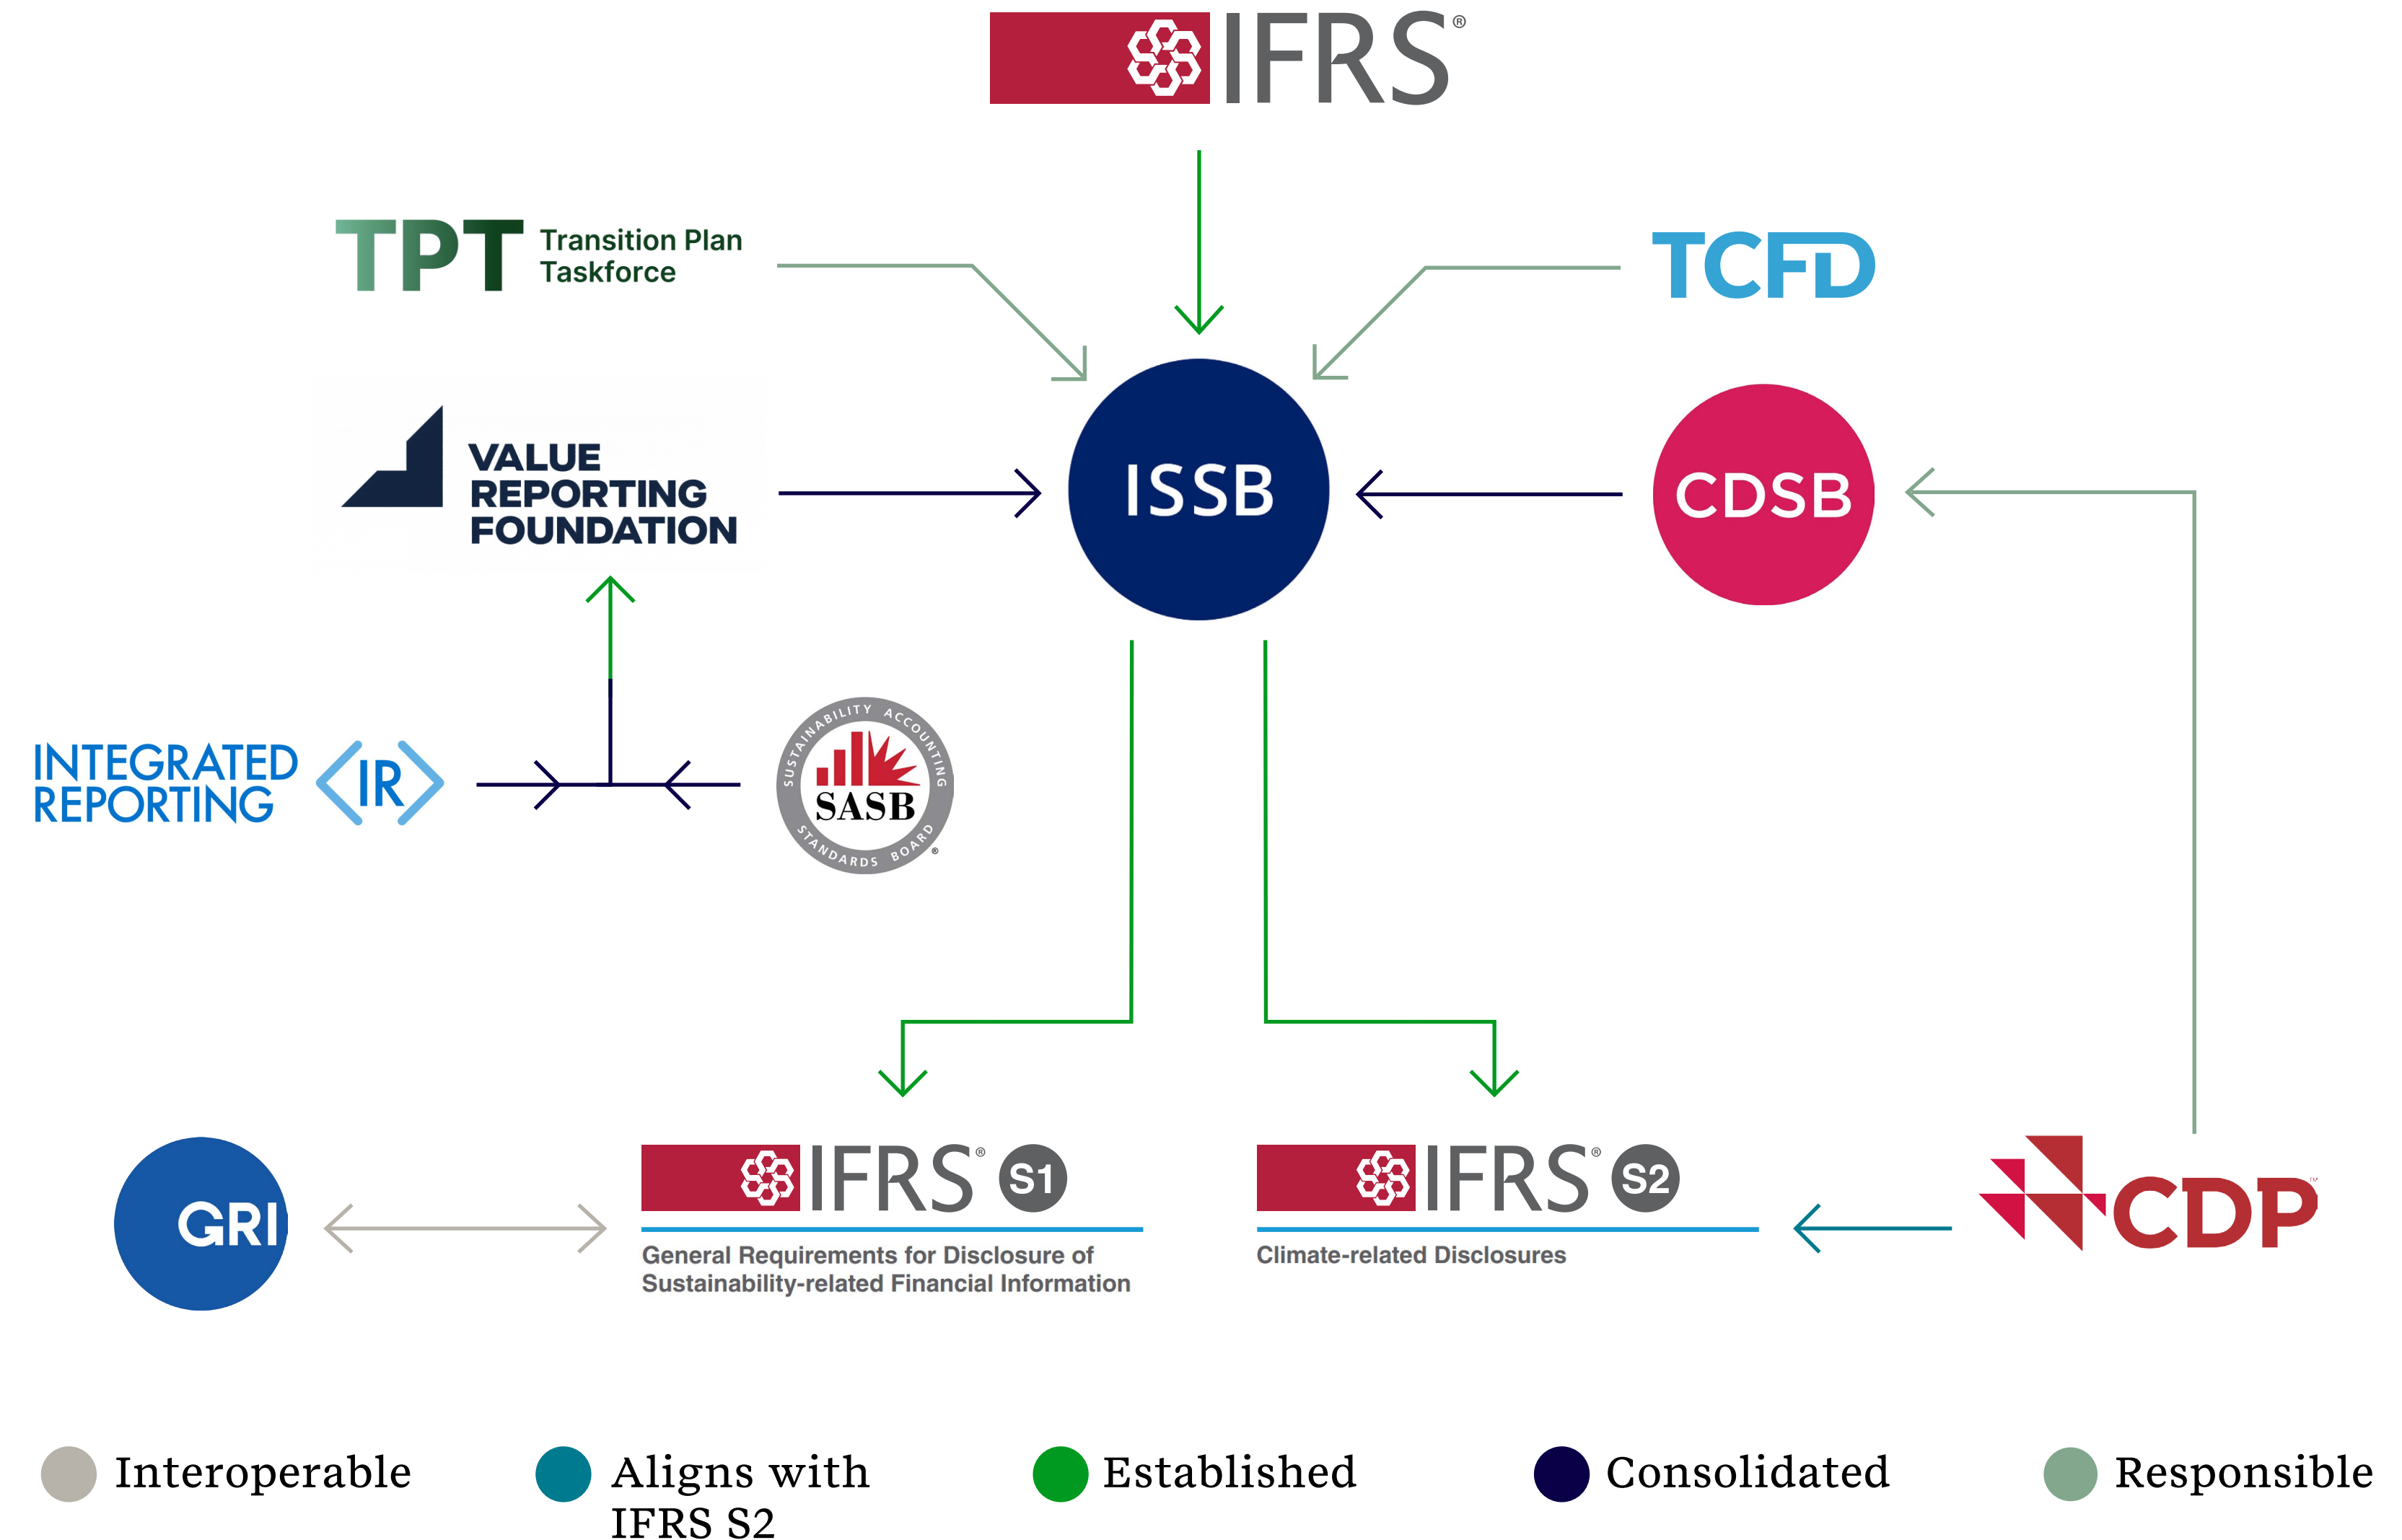 IFRS®
TPT Transition Plan
Taskforce
TCFD
VALUE
REPORTING
FOUNDATION
ISSB
CDSB
INTEGRATED
REPORTING
<IR>
SUSTAINABILITY ACCOUNTING
SASB
STANDARDS BOARD
®
GRI
IFRS® S1
General Requirements for Disclosure of
Sustainability-related Financial Information
IFRS® S2
Climate-related Disclosures
CDP™
Interoperable
Aligns with
IFRS S2
Established
Consolidated
Responsible